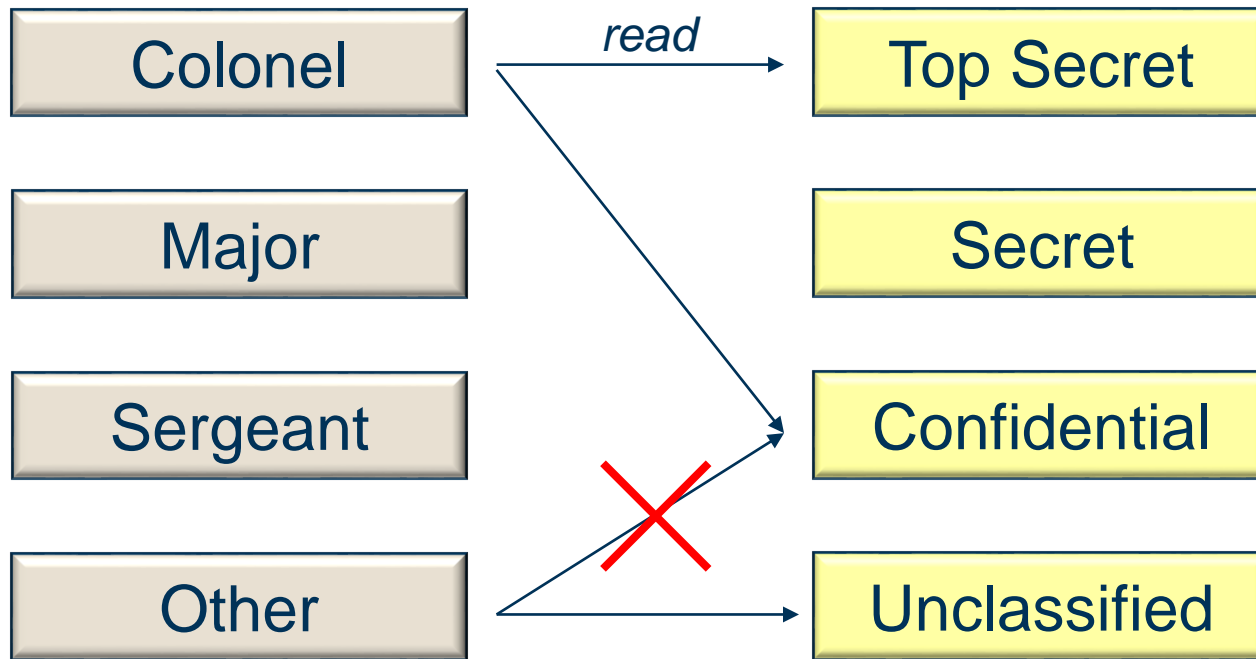 Colonel
read
Top Secret
Major
Secret
Sergeant
Confidential
Other
Unclassified